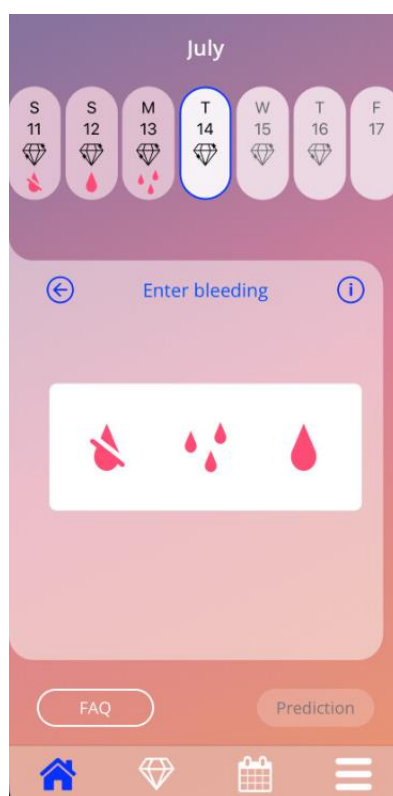 July
S S M T W T F
11 12 13 14 15 16 17
Enter bleeding
i
FAQ
Prediction